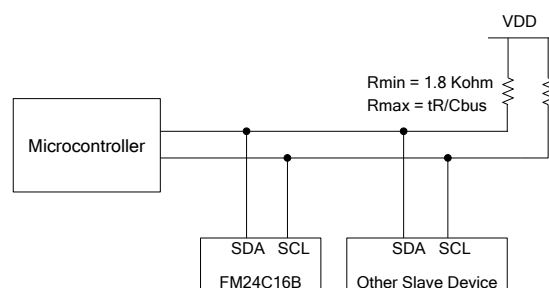 VDD
Rmin = 1.8 Kohm
Rmax = tR/Cbus
Microcontroller
SDA SCL
FM24C16B
SDA SCL
Other Slave Device